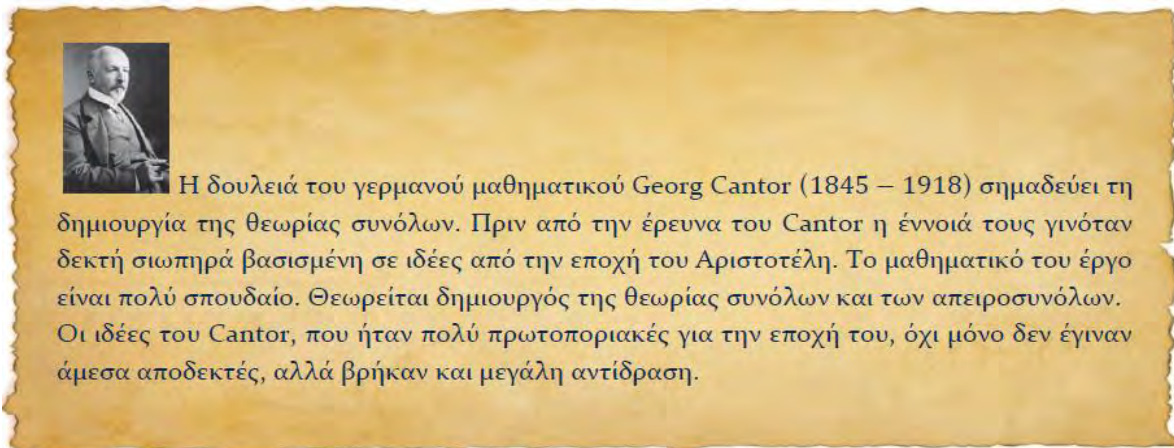 Η δουλειά του γερμανού μαθηματικού Georg Cantor (1845 – 1918) σημαδεύει τη
δημιουργία της θεωρίας συνόλων. Πριν από την έρευνα του Cantor η έννοιά τους γινόταν
δεκτή σιωπηρά βασισμένη σε ιδέες από την εποχή του Αριστοτέλη. Το μαθηματικό του έργο
είναι πολύ σπουδαίο. Θεωρείται δημιουργός της θεωρίας συνόλων και των απειροσυνόλων.
Οι ιδέες του Cantor, που ήταν πολύ πρωτοποριακές για την εποχή του, όχι μόνο δεν έγιναν
άμεσα αποδεκτές, αλλά βρήκαν και μεγάλη αντίδραση.